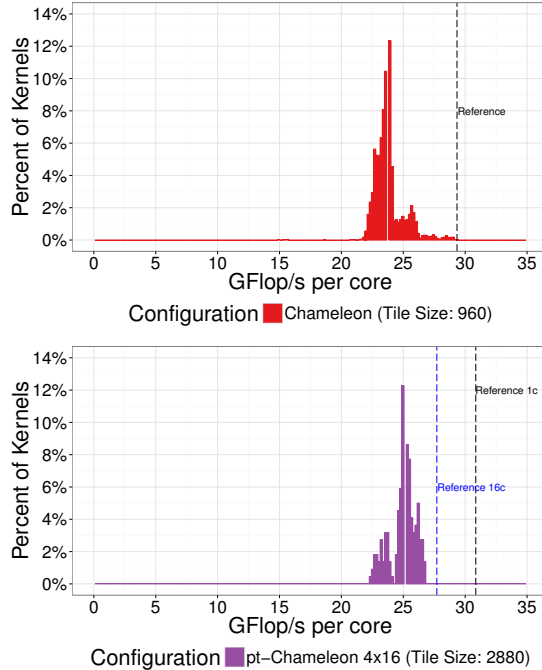 14%
12%
10%
8%
6%
4%
2%
0%
Percent of Kernels
Reference
0 5 10 15 20 25 30 35
GFlop/s per core
Configuration Chameleon (Tile Size: 960)
14%
12%
10%
8%
6%
4%
2%
0%
Percent of Kernels
Reference 1c
Reference 16c
0 5 10 15 20 25 30 35
GFlop/s per core
Configuration pt−Chameleon 4x16 (Tile Size: 2880)